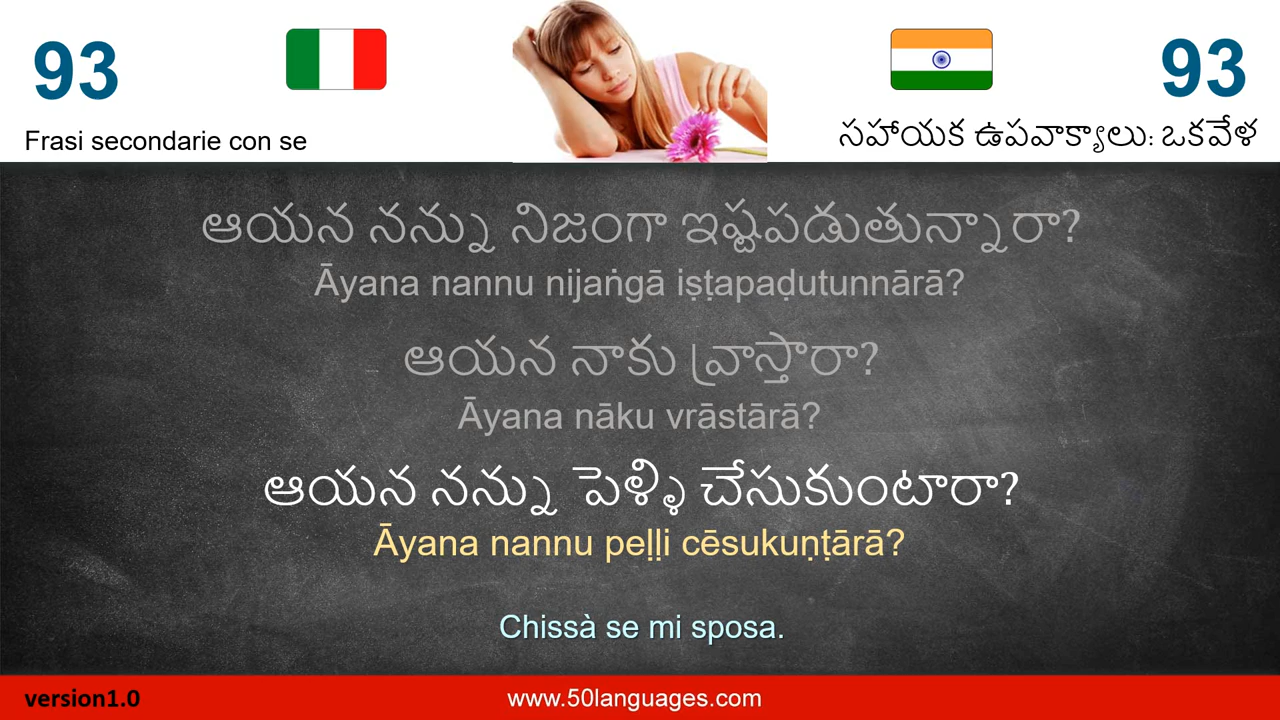 93
93
Frasi secondarie con se
సహాయక ఉపవాక్యాలు: ఒకవేళ
ఆయన నన్ను నిజంగా ఇష్టపడుతున్నారా?
Āyana nannu nijaṅgā iṣṭapaḍutunnārā?
ఆయన నాకు వ్రాస్తారా?
Āyana nāku vrāstārā?
ఆయన నన్ను పెళ్ళి చేసుకుంటారా?
Āyana nannu peḷḷi cēsukuṇṭārā?
Chissà se mi sposa.
version1.0
www.50languages.com